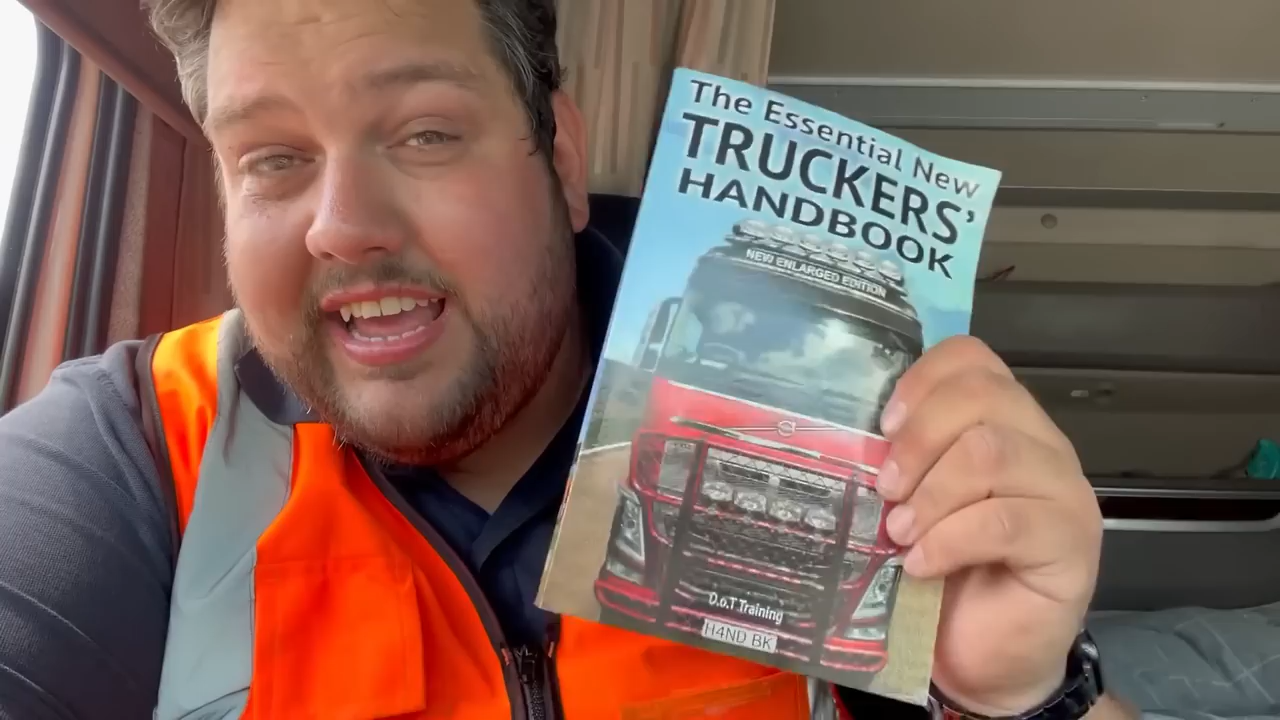 The Essential New
TRUCKERS'
HANDBOOK
NEW ENLARGED EDITION
D.o.T Training
H4ND BK